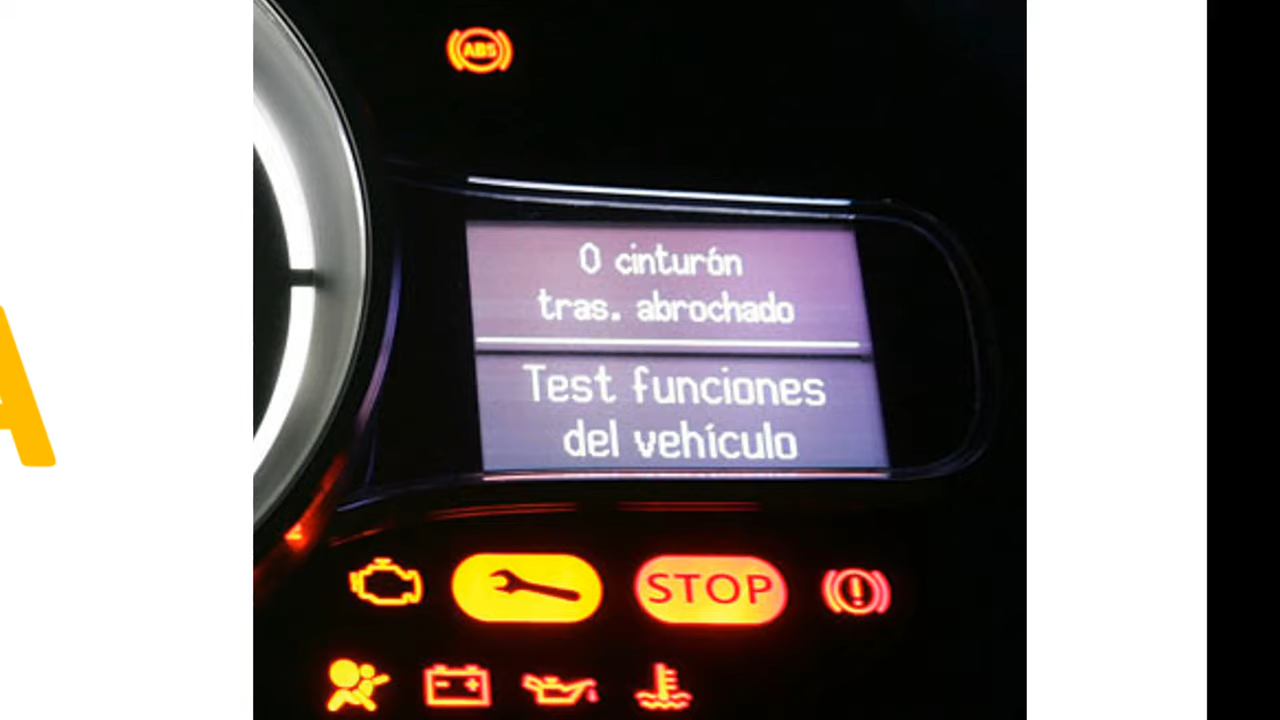 ABS
0 cinturón
tras. abrochado
Test funciones
del vehículo
STOP
A